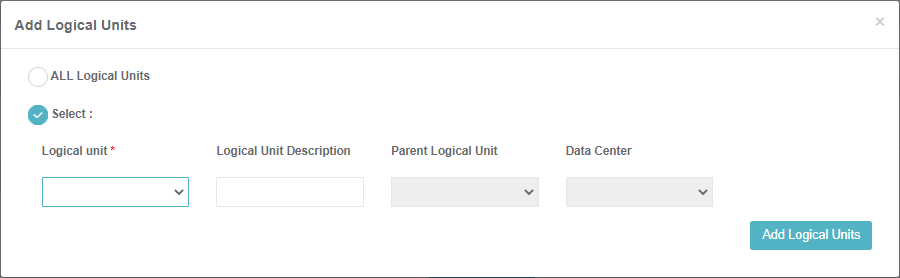 Add Logical Units ×
ALL Logical Units
Select :
Logical unit * Logical Unit Description Parent Logical Unit Data Center
Add Logical Units